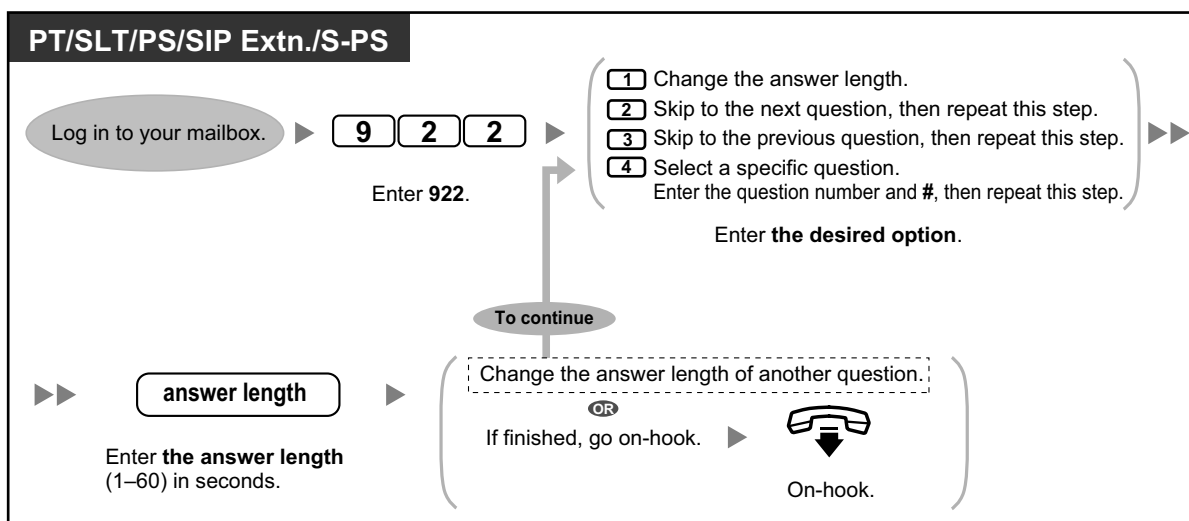 PT/SLT/PS/SIP Extn./S-PS
Log in to your mailbox.
9 2 2
Enter 922.
1 Change the answer length.
2 Skip to the next question, then repeat this step.
3 Skip to the previous question, then repeat this step.
4 Select a specific question.
Enter the question number and #, then repeat this step.
Enter the desired option.
To continue
answer length
Enter the answer length
(1–60) in seconds.
Change the answer length of another question.
OR
If finished, go on-hook.
On-hook.